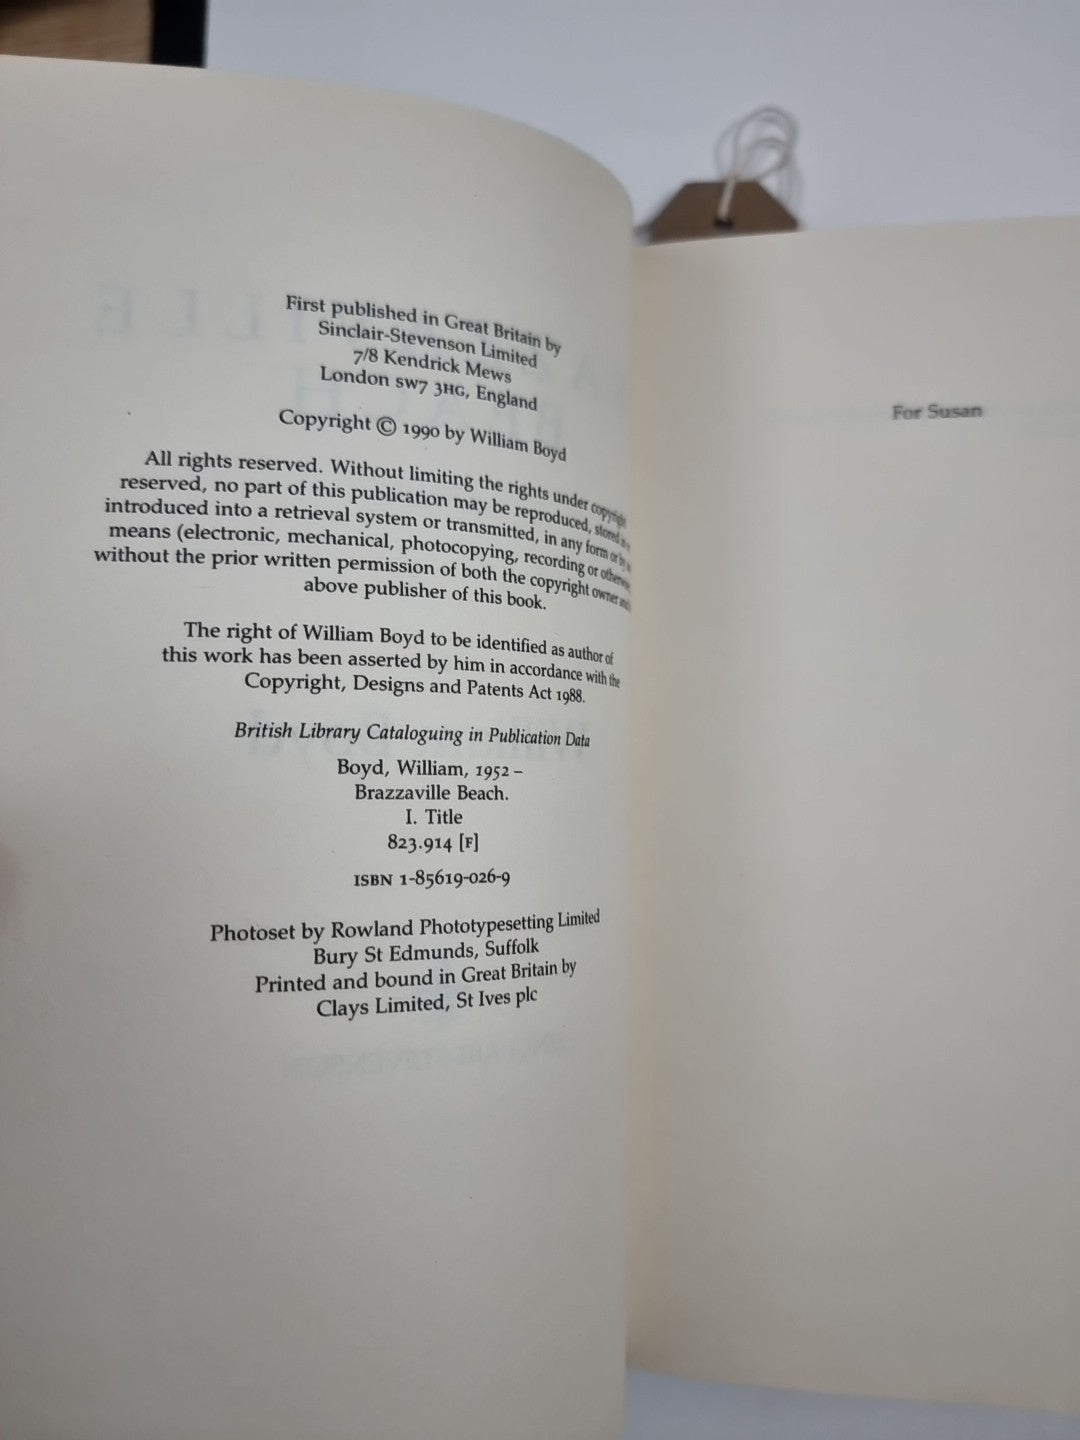 First published in Great Britain by
Sinclair-Stevenson Limited
7/8 Kendrick Mews
London SW7 3HG, England
Copyright © 1990 by William Boyd
All rights reserved. Without limiting the rights under copyright
reserved, no part of this publication may be reproduced, stored
introduced into a retrieval system or transmitted, in any form or by
means (electronic, mechanical, photocopying, recording or otherwise
without the prior written permission of both the copyright owner and
above publisher of this book.
The right of William Boyd to be identified as author of
this work has been asserted by him in accordance with the
Copyright, Designs and Patents Act 1988.
British Library Cataloguing in Publication Data
Boyd, William, 1952 –
Brazzaville Beach.
I. Title
823.914 [F]
ISBN 1-85619-026-9
Photoset by Rowland Phototypesetting Limited
Bury St Edmunds, Suffolk
Printed and bound in Great Britain by
Clays Limited, St Ives plc
For Susan